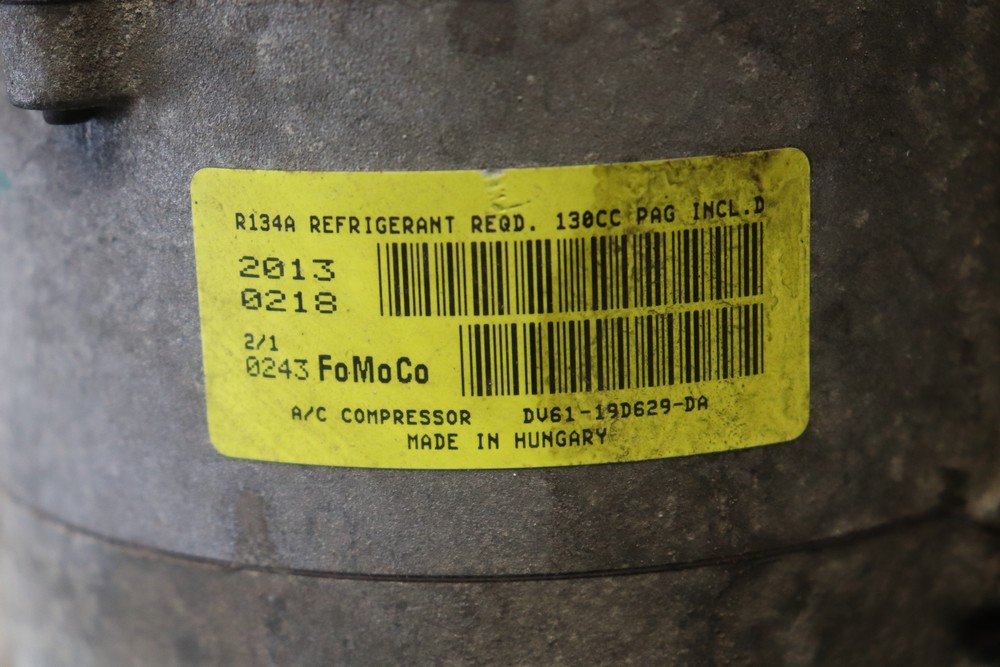 R134A REFRIGERANT REQD. 130CC PAG INCL.D
2013
0218
2/1
0243 FoMoCo
A/C COMPRESSOR DV61-19D629-DA
MADE IN HUNGARY